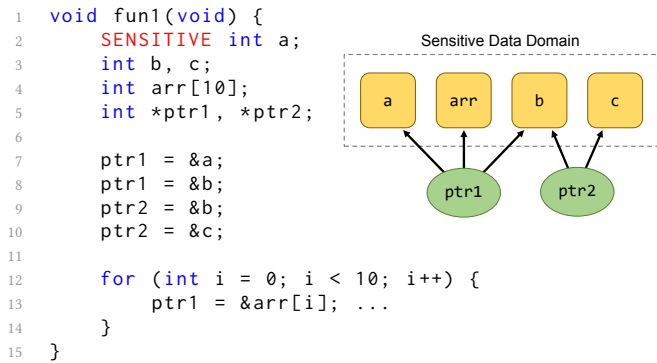 1 void fun1(void) {
2 SENSITIVE int a;
3 int b, c;
4 int arr[10];
5 int *ptr1, *ptr2;
6
7 ptr1 = &a;
8 ptr1 = &b;
9 ptr2 = &b;
10 ptr2 = &c;
11
12 for (int i = 0; i < 10; i++) {
13 ptr1 = &arr[i]; ...
14 }
15 }
Sensitive Data Domain
a arr b c
ptr1 ptr2